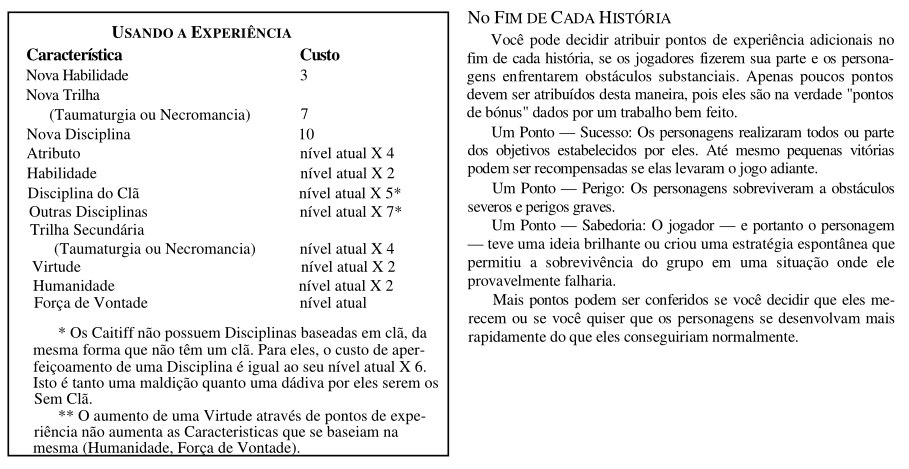 USANDO A EXPERIÊNCIA
Característica Custo
Nova Habilidade 3
Nova Trilha
(Taumaturgia ou Necromancia) 7
Nova Disciplina 10
Atributo nível atual X 4
Habilidade nível atual X 2
Disciplina do Clã nível atual X 5*
Outras Disciplinas nível atual X 7*
Trilha Secundária
(Taumaturgia ou Necromancia) nível atual X 4
Virtude nível atual X 2
Humanidade nível atual X 2
Força de Vontade nível atual
* Os Caitiff não possuem Disciplinas baseadas em clã, da
mesma forma que não têm um clã. Para eles, o custo de aper-
feiçoamento de uma Disciplina é igual ao seu nível atual X 6.
Isto é tanto uma maldição quanto uma dádiva por eles serem os
Sem Clã.
** O aumento de uma Virtude através de pontos de expe-
riência não aumenta as Caracteristicas que se baseiam na
mesma (Humanidade, Força de Vontade).
NO FIM DE CADA HISTÓRIA
Você pode decidir atribuir pontos de experiência adicionais no
fim de cada história, se os jogadores fizerem sua parte e os persona-
gens enfrentarem obstáculos substanciais. Apenas poucos pontos
devem ser atribuídos desta maneira, pois eles são na verdade "pontos
de bónus" dados por um trabalho bem feito.
Um Ponto — Sucesso: Os personagens realizaram todos ou parte
dos objetivos estabelecidos por eles. Até mesmo pequenas vitórias
podem ser recompensadas se elas levaram o jogo adiante.
Um Ponto — Perigo: Os personagens sobreviveram a obstáculos
severos e perigos graves.
Um Ponto — Sabedoria: O jogador — e portanto o personagem
— teve uma ideia brilhante ou criou uma estratégia espontânea que
permitiu a sobrevivência do grupo em uma situação onde ele
provavelmente falharia.
Mais pontos podem ser conferidos se você decidir que eles me-
recem ou se você quiser que os personagens se desenvolvam mais
rapidamente do que eles conseguiriam normalmente.